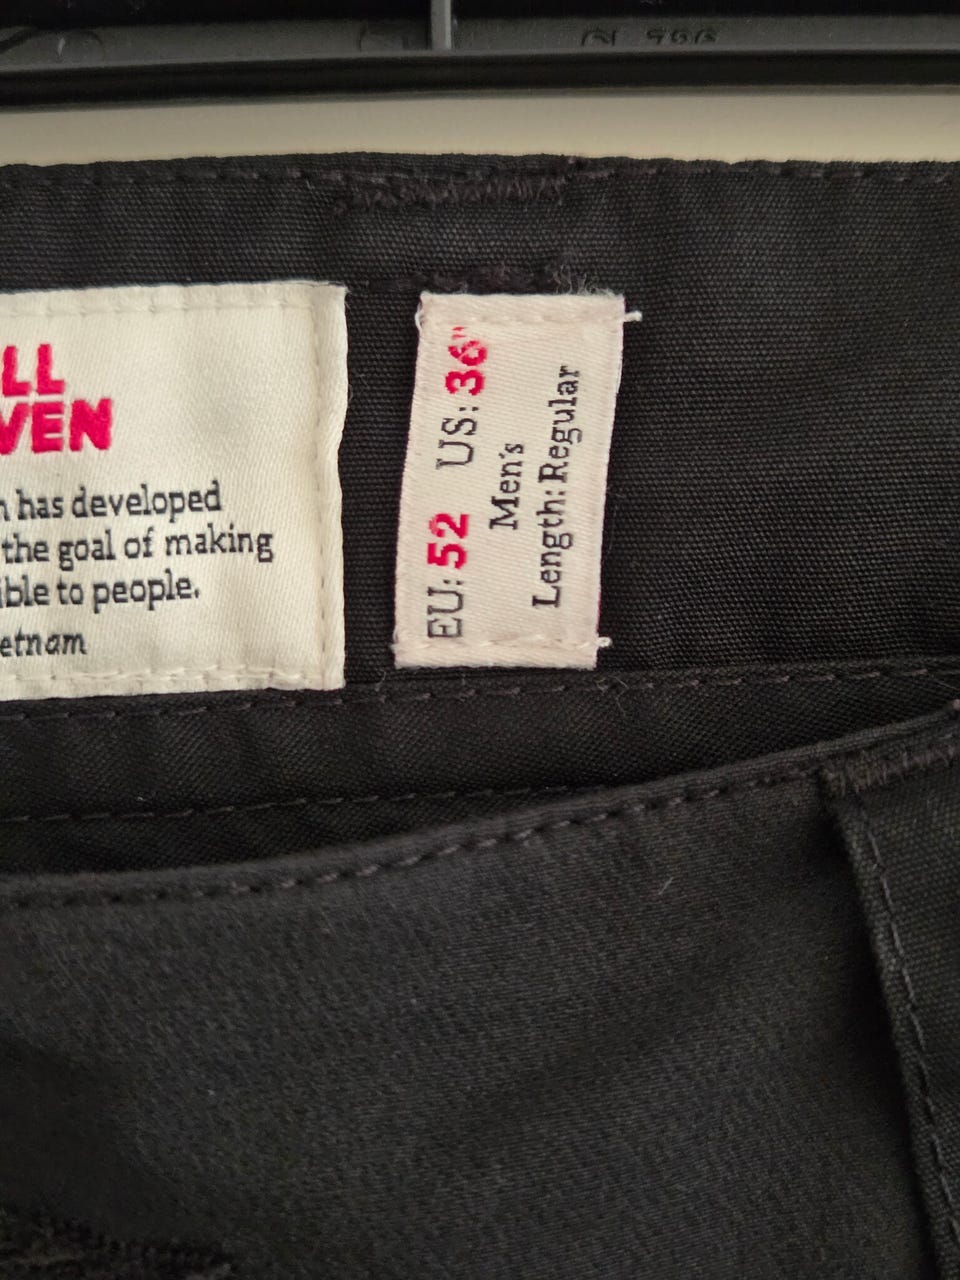 LL
VEN
has developed
the goal of making
ible to people.
etnam
EU: 52 US: 36"
Men's
Length: Regular